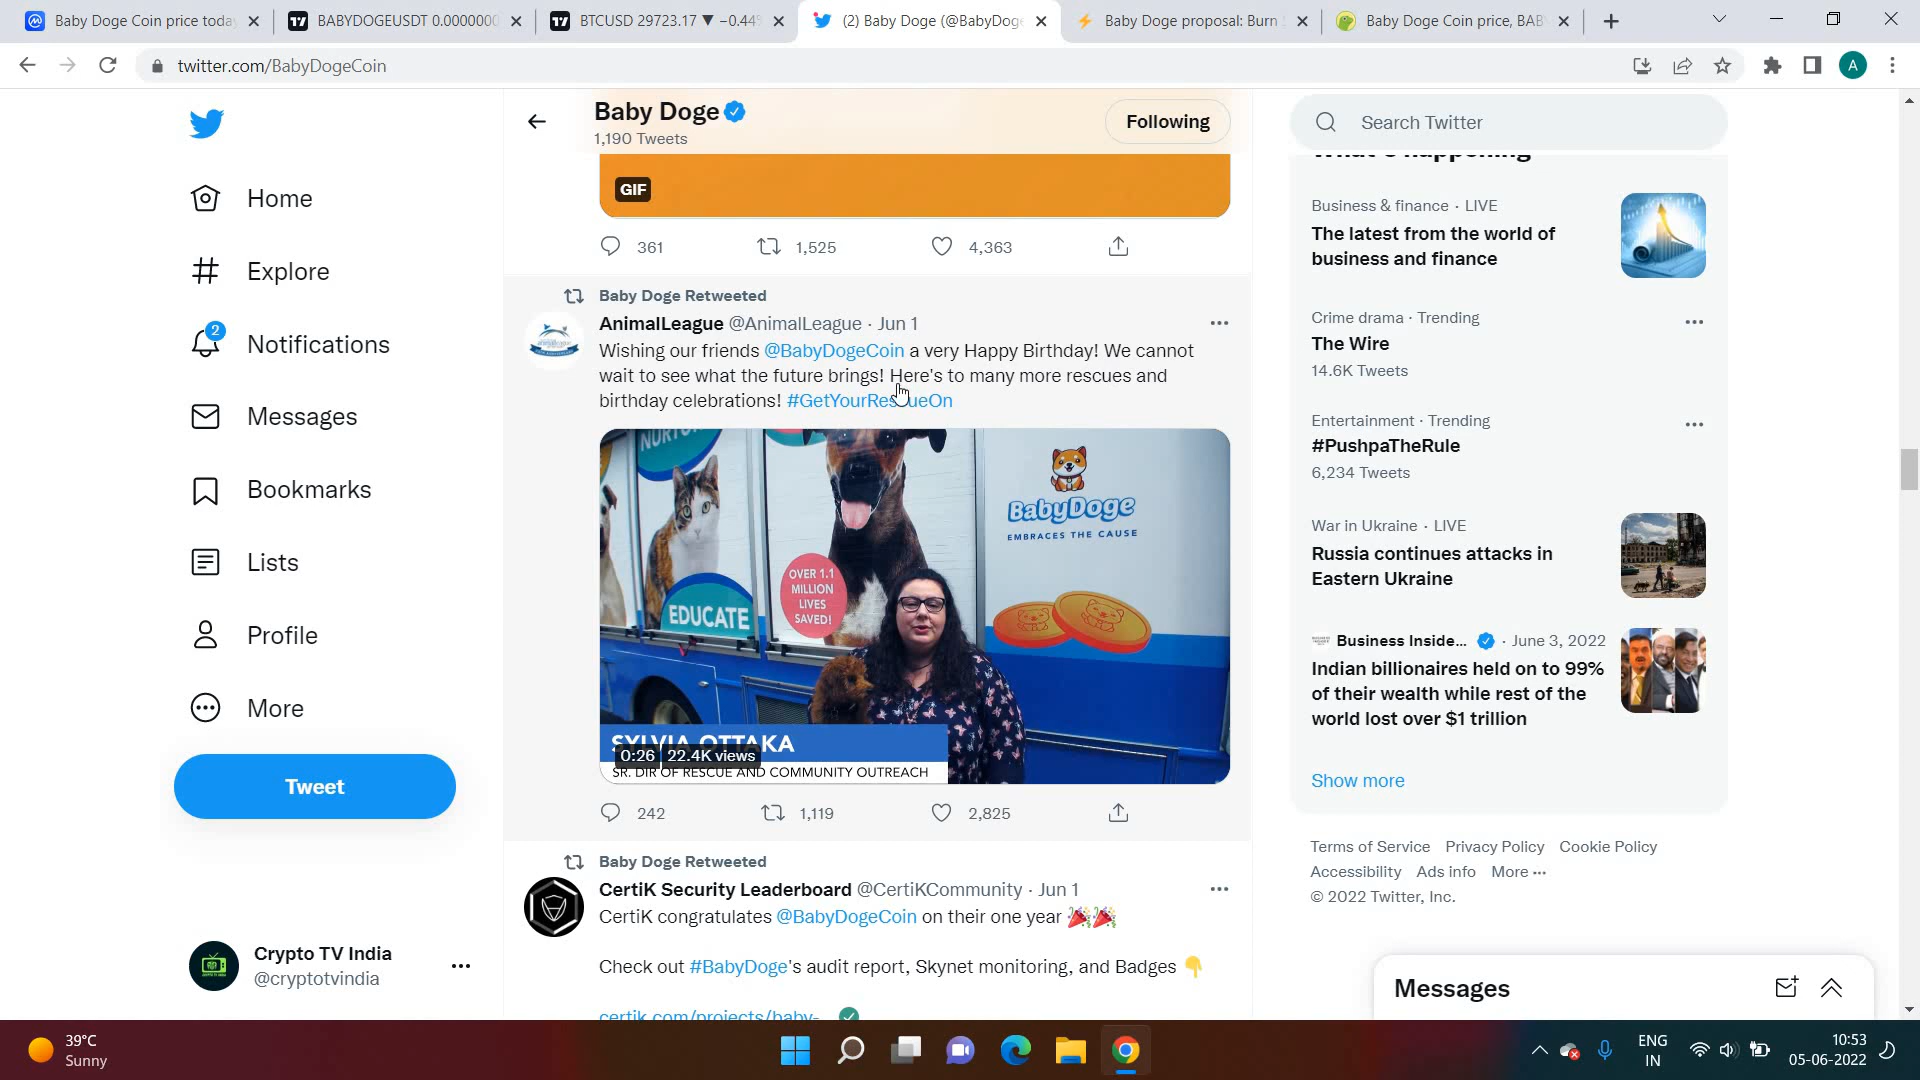 Baby Doge Coin price today
BABYDOGEUSDT 0.0000000
BTCUSD 29723.17 ▼ −0.44%
(2) Baby Doge (@BabyDoge
Baby Doge proposal: Burn
Baby Doge Coin price, BAB
twitter.com/BabyDogeCoin
A
Baby Doge
1,190 Tweets
Following
Search Twitter
Home
Explore
2
Notifications
Messages
Bookmarks
Lists
Profile
More
Tweet
Crypto TV India
@cryptotvindia
GIF
361 1,525 4,363
Baby Doge Retweeted
AnimalLeague @AnimalLeague · Jun 1
Wishing our friends @BabyDogeCoin a very Happy Birthday! We cannot
wait to see what the future brings! Here's to many more rescues and
birthday celebrations! #GetYourRescueOn
NURTURE
EDUCATE
OVER 1.1
MILLION
LIVES
SAVED!
BabyDoge
EMBRACES THE CAUSE
SYLVIA OTTAKA
0:26 22.4K views
SR. DIR OF RESCUE AND COMMUNITY OUTREACH
242 1,119 2,825
Baby Doge Retweeted
CertiK Security Leaderboard @CertiKCommunity · Jun 1
CertiK congratulates @BabyDogeCoin on their one year 🎉🎉
Check out #BabyDoge's audit report, Skynet monitoring, and Badges 👇
certik.com/projects/baby-
What's happening
Business & finance · LIVE
The latest from the world of
business and finance
Crime drama · Trending
The Wire
14.6K Tweets
Entertainment · Trending
#PushpaTheRule
6,234 Tweets
War in Ukraine · LIVE
Russia continues attacks in
Eastern Ukraine
Business Inside... · June 3, 2022
Indian billionaires held on to 99%
of their wealth while rest of the
world lost over $1 trillion
Show more
Terms of Service Privacy Policy Cookie Policy
Accessibility Ads info More ···
© 2022 Twitter, Inc.
Messages
39°C
Sunny
ENG
IN
10:53
05-06-2022